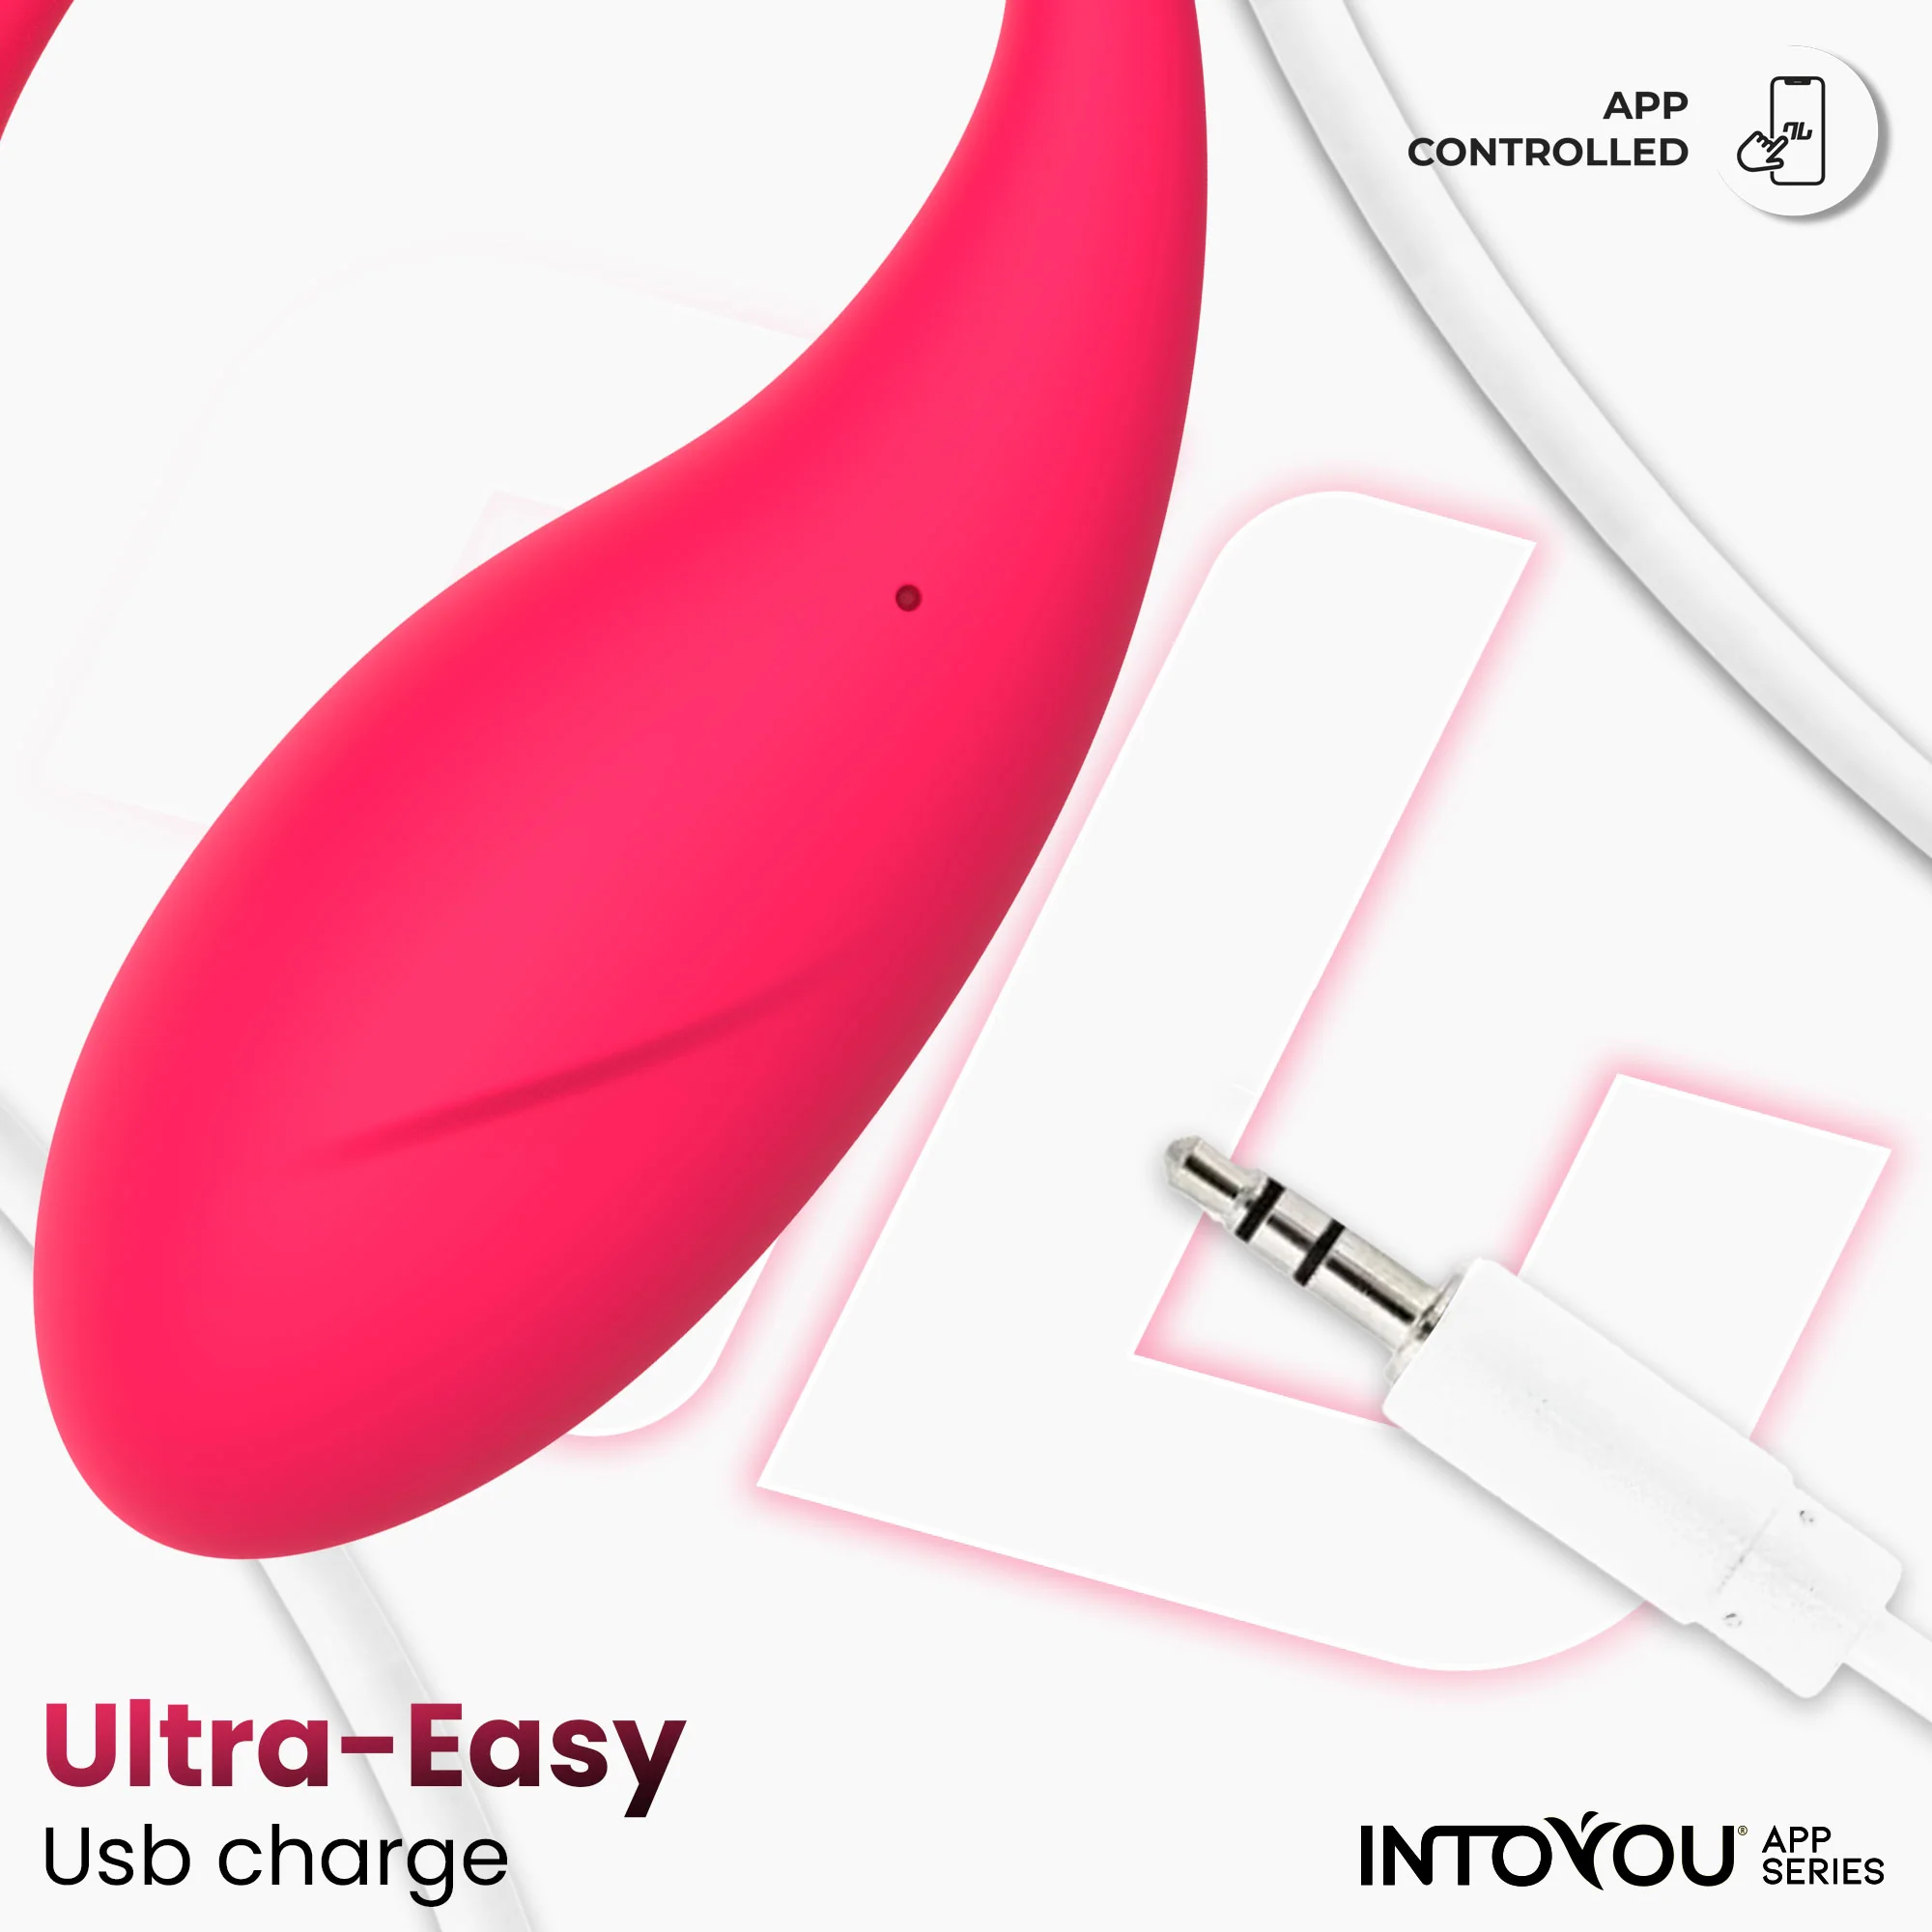 APP
CONTROLLED
Ultra-Easy
Usb charge
INTOYOU® APP
SERIES